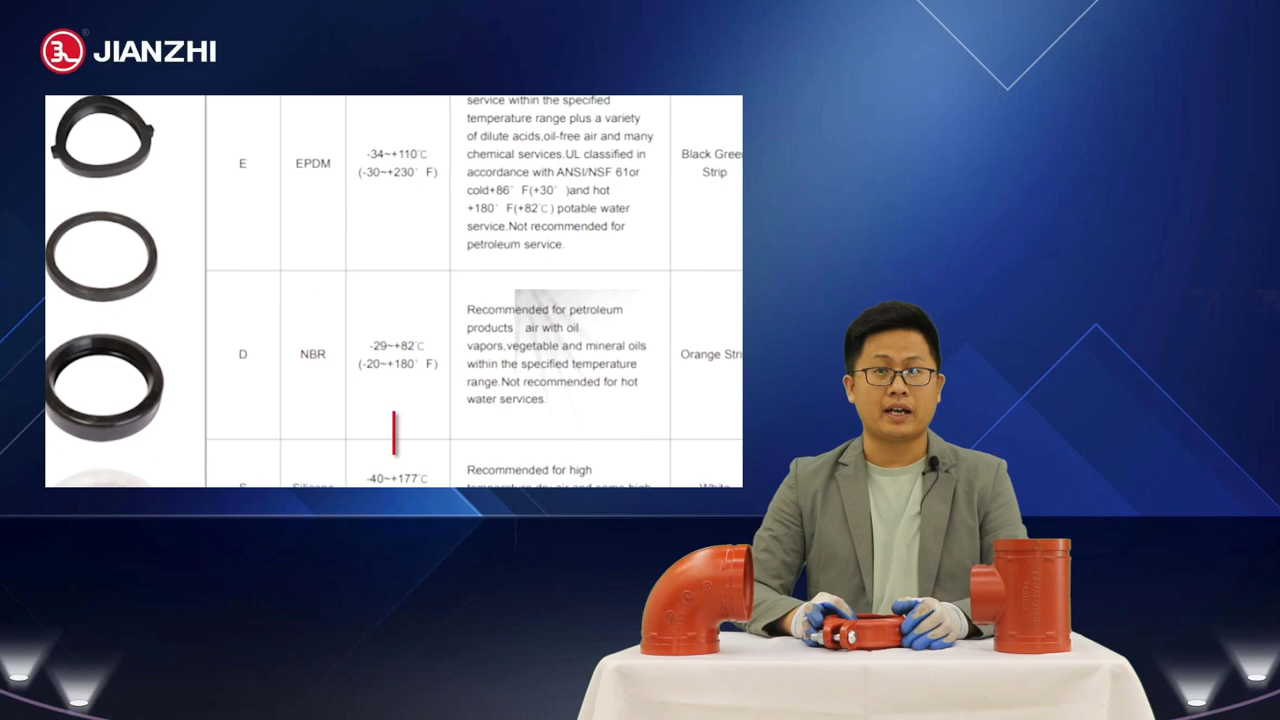 JIANZHI
service within the specified
temperature range plus a variety
of dilute acids,oil-free air and many
E
EPDM
-34~+110℃
(-30~+230° F)
chemical services.UL classified in
accordance with ANSI/NSF 61or
cold+86° F(+30° )and hot
+180° F(+82℃) potable water
service.Not recommended for
petroleum service.
Black Green
Strip
D
NBR
-29~+82℃
(-20~+180° F)
Recommended for petroleum
products air with oil
vapors,vegetable and mineral oils
within the specified temperature
range.Not recommended for hot
water services.
Orange Stri
-40~+177℃
Recommended for high